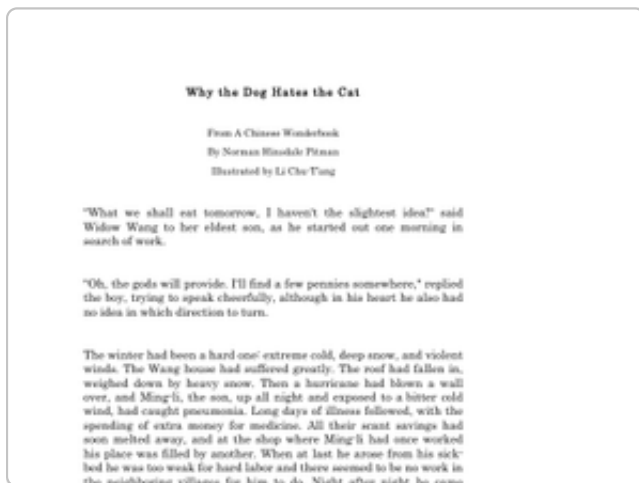 Why the Dog Hates the Cat
From A Chinese Wonderbook
By Norman Hinsdale Pitman
Illustrated by Li Chu-T'ang
"What we shall eat tomorrow, I haven't the slightest idea!" said
Widow Wang to her eldest son, as he started out one morning in
search of work.
"Oh, the gods will provide. I'll find a few pennies somewhere," replied
the boy, trying to speak cheerfully, although in his heart he also had
no idea in which direction to turn.
The winter had been a hard one: extreme cold, deep snow, and violent
winds. The Wang house had suffered greatly. The roof had fallen in,
weighed down by heavy snow. Then a hurricane had blown a wall
over, and Ming-li, the son, up all night and exposed to a bitter cold
wind, had caught pneumonia. Long days of illness followed, with the
spending of extra money for medicine. All their scant savings had
soon melted away, and at the shop where Ming-li had once worked
his place was filled by another. When at last he arose from his sick-
bed he was too weak for hard labor and there seemed to be no work in
the neighboring villages for him to do. Night after night he came